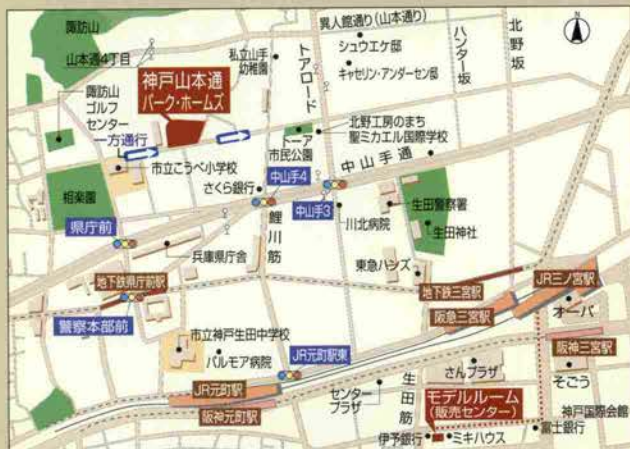 諏訪山
異人館通り(山本通り)
シュウエケ邸
キャセリン・アンダーセン邸
北野坂
ハンター坂
トアロード
N
山本通4丁目
私立山手
幼稚園
神戸山本通
パーク・ホームズ
諏訪山
ゴルフ
センター
一方通行
北野工房のまち
聖ミカエル国際学校
トーア
市民公園
中山手通
市立こうべ小学校
さくら銀行
中山手4
中山手3
相楽園
県庁前
兵庫県庁舎
鯉川筋
川北病院
生田警察署
生田神社
東急ハンズ
地下鉄県庁前駅
地下鉄三宮駅
JR三ノ宮駅
阪急三宮駅
オーパ
警察本部前
市立神戸生田中学校
パルモア病院
JR元町駅東
阪神三宮駅
JR元町駅
阪神元町駅
センター
プラザ
生田筋
さんプラザ
そごう
モデルルーム
(販売センター)
神戸国際会館
伊予銀行
ミキハウス
富士銀行